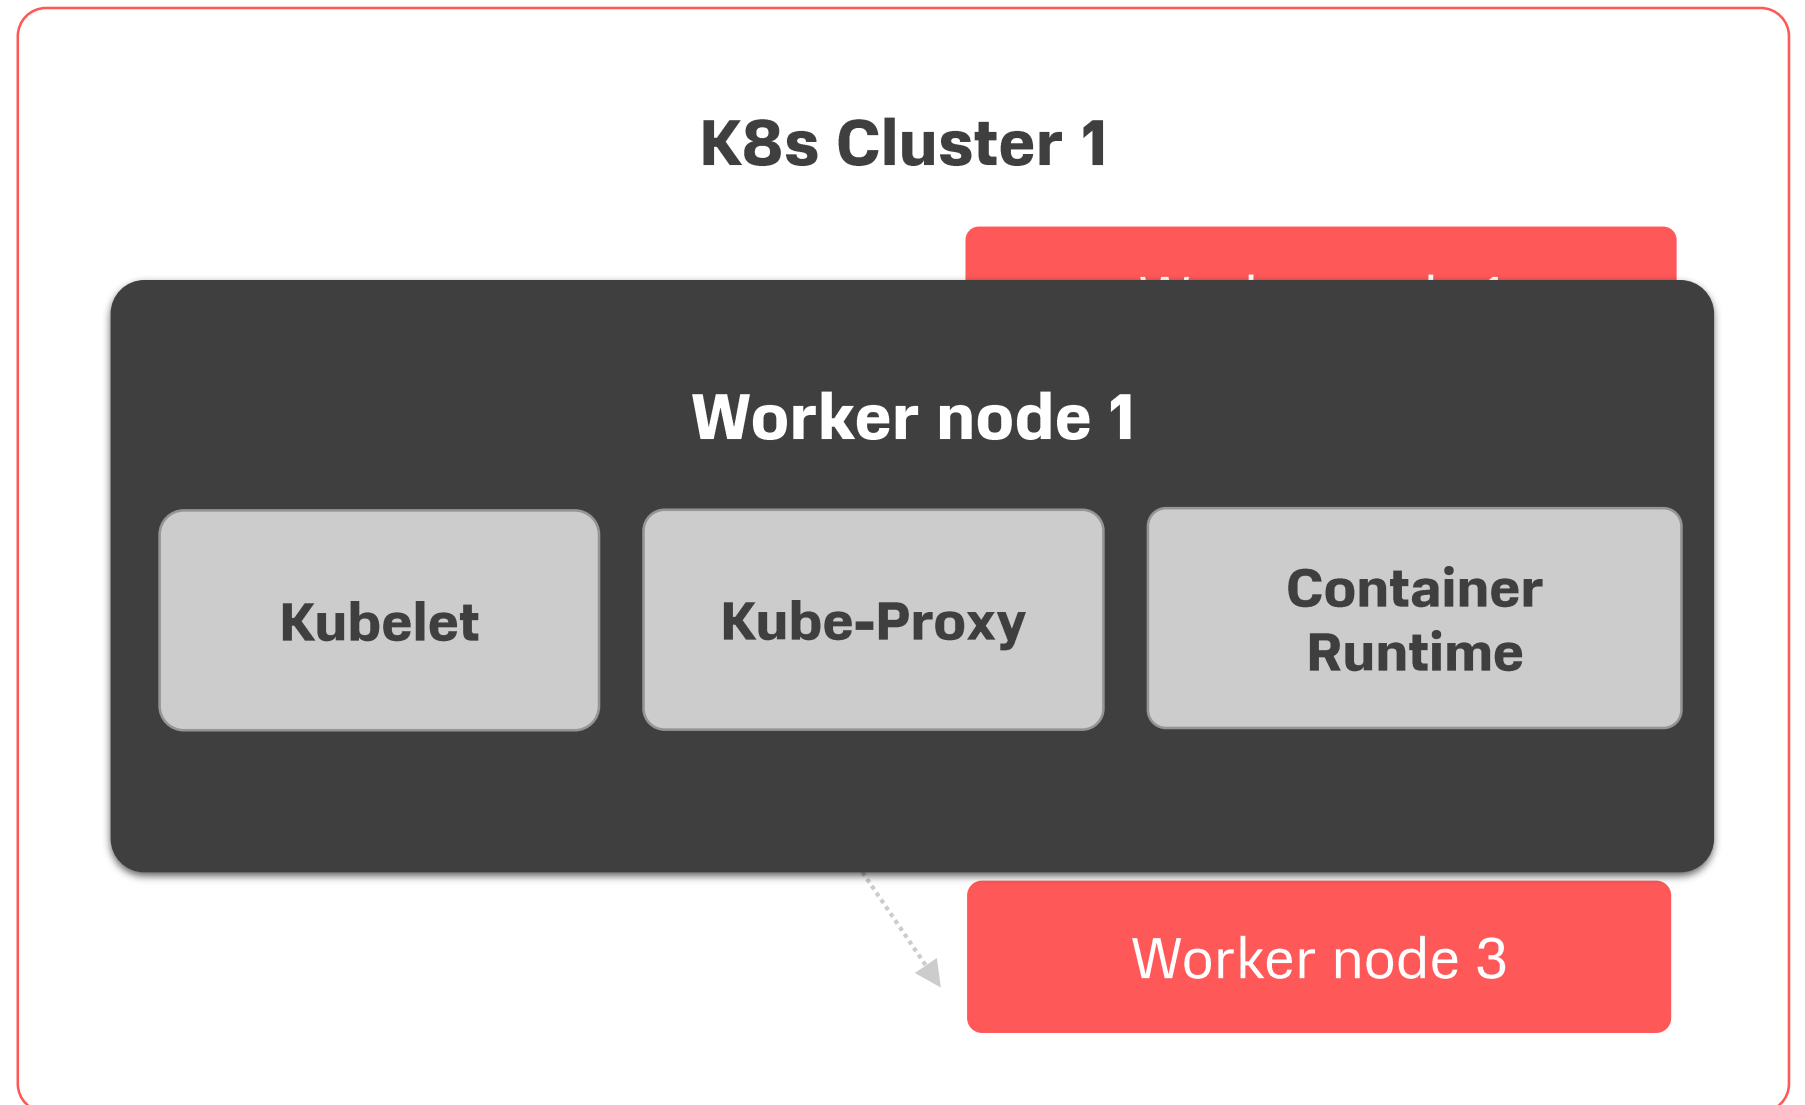 K8s Cluster 1
Worker node 1
Kubelet
Kube-Proxy
Container
Runtime
Worker node 3